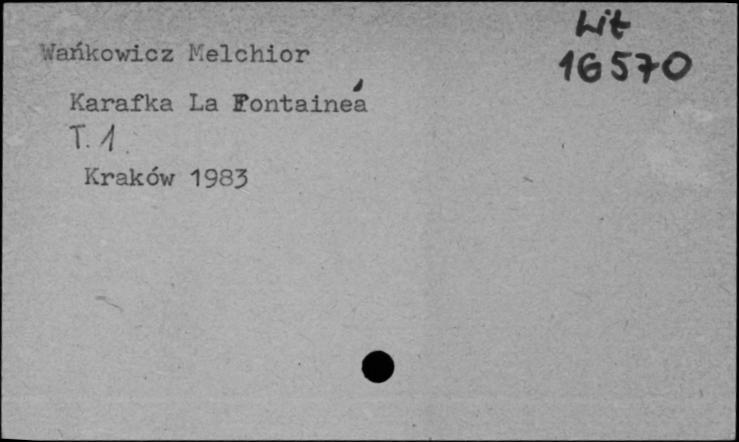 Lit
16570
Wańkowicz Melchior
Karafka La Fontaine'a
T. 1.
Kraków 1983